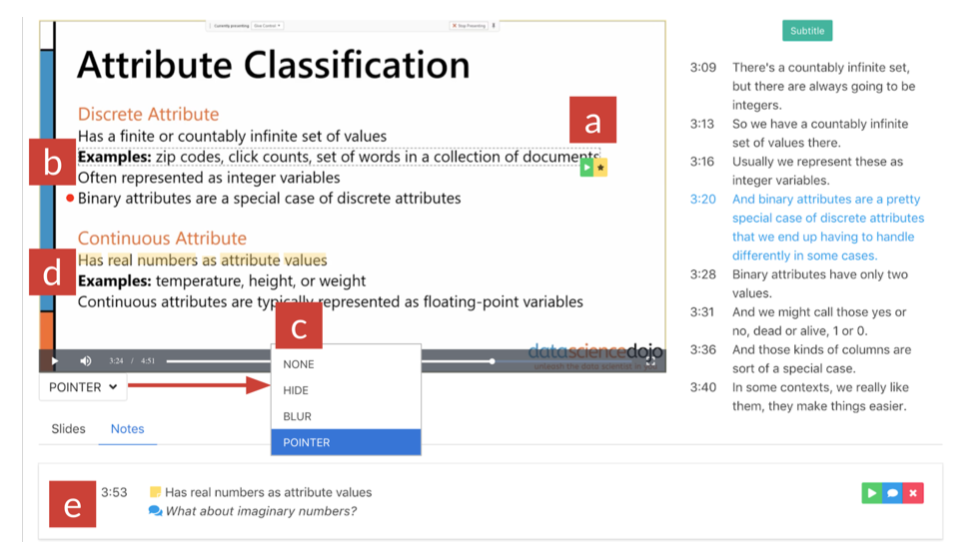 Currently presenting Give Control
Stop Presenting
Subtitle
Attribute Classification
Discrete Attribute
a
Has a finite or countably infinite set of values
b
Examples: zip codes, click counts, set of words in a collection of documents
Often represented as integer variables
Binary attributes are a special case of discrete attributes
Continuous Attribute
d
Has real numbers as attribute values
Examples: temperature, height, or weight
Continuous attributes are typically represented as floating-point variables
c
datasciencedojo
unleash the data scientist in
3:24 / 4:51
POINTER
NONE
HIDE
BLUR
POINTER
Slides Notes
3:09 There's a countably infinite set,
but there are always going to be
integers.
3:13 So we have a countably infinite
set of values there.
3:16 Usually we represent these as
integer variables.
3:20 And binary attributes are a pretty
special case of discrete attributes
that we end up having to handle
differently in some cases.
3:28 Binary attributes have only two
values.
3:31 And we might call those yes or
no, dead or alive, 1 or 0.
3:36 And those kinds of columns are
sort of a special case.
3:40 In some contexts, we really like
them, they make things easier.
e
3:53 Has real numbers as attribute values
What about imaginary numbers?